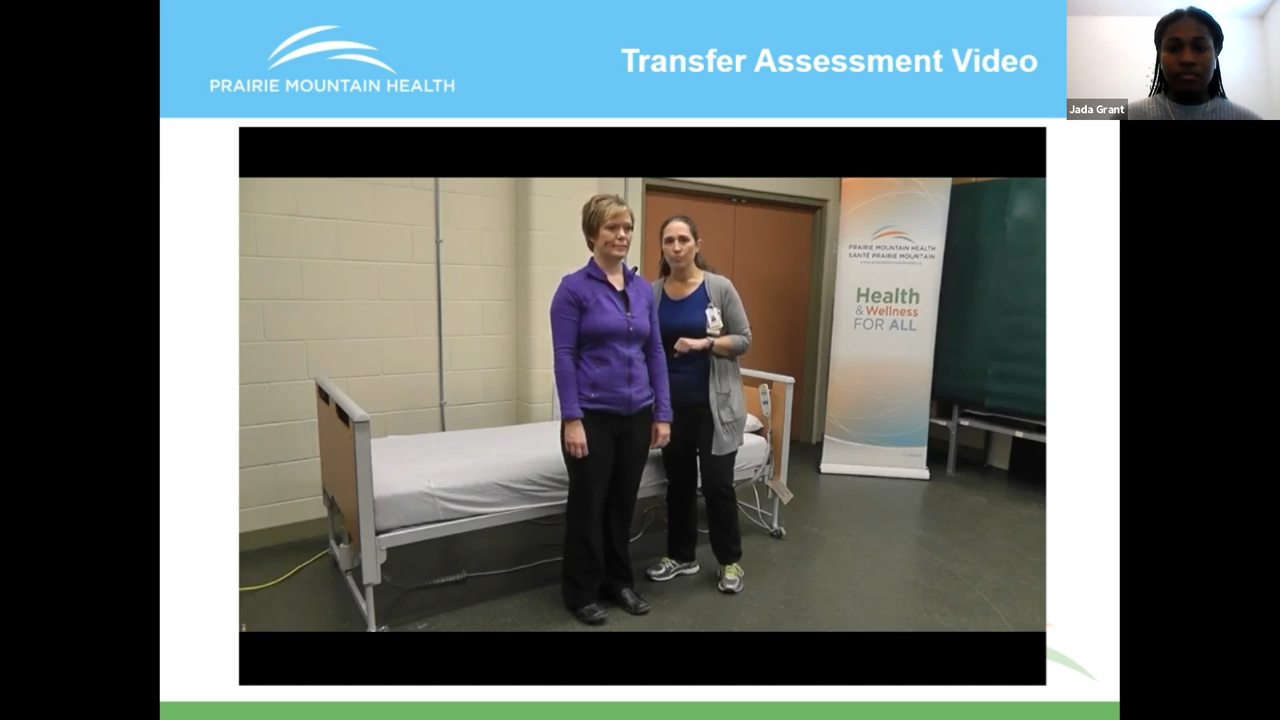 PRAIRIE MOUNTAIN HEALTH
Transfer Assessment Video
Jada Grant
PRAIRIE MOUNTAIN HEALTH
SANTÉ PRAIRIE MOUNTAIN
Health
& Wellness
FOR ALL